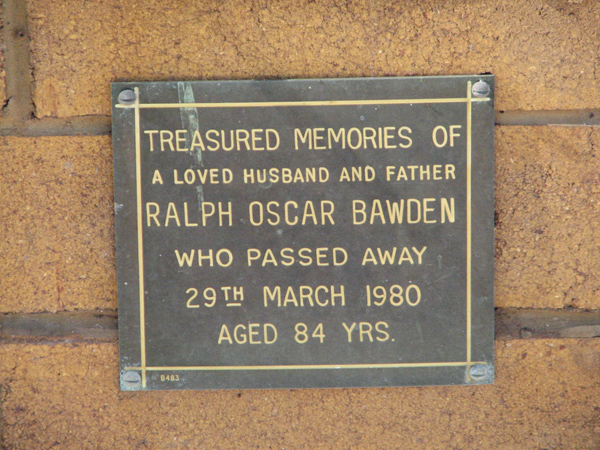 TREASURED MEMORIES OF
A LOVED HUSBAND AND FATHER
RALPH OSCAR BAWDEN
WHO PASSED AWAY
29TH MARCH 1980
AGED 84 YRS.
8483